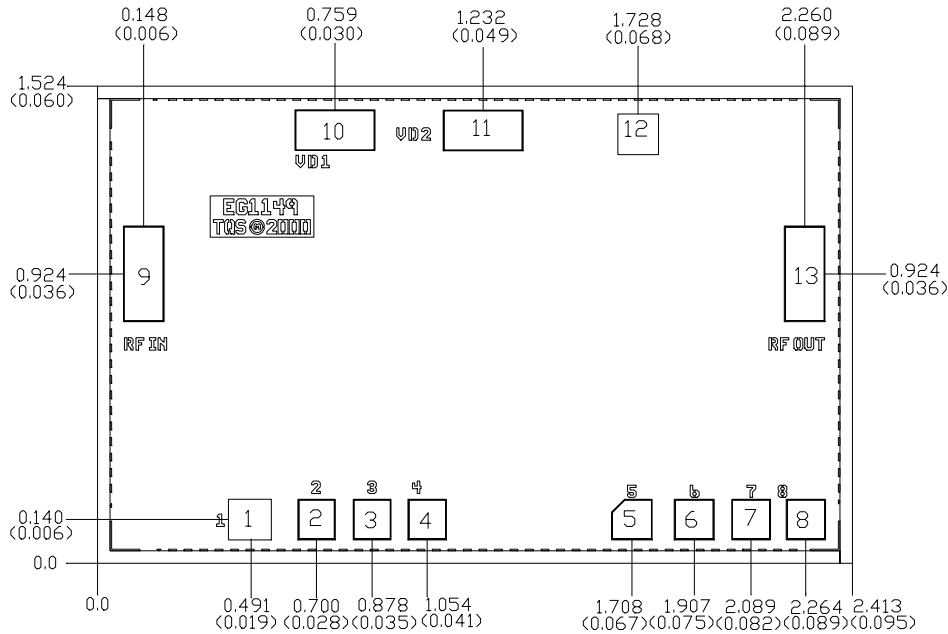 0.148 0.759 1.232 1.728 2.260
(0.006) (0.030) (0.049) (0.068) (0.089)
1.524
(0.060)
10 VD2 11 12
VD1
EG1149
TQS©2000
0.924 9 13 0.924
(0.036) (0.036)
RF IN RF OUT
2 3 4 5 6 7 8
0.140 1 1 2 3 4 5 6 7 8
(0.006)
0.0
0.0 0.491 0.700 0.878 1.054 1.708 1.907 2.089 2.264 2.413
(0.019) (0.028) (0.035) (0.041) (0.067) (0.075) (0.082) (0.089) (0.095)